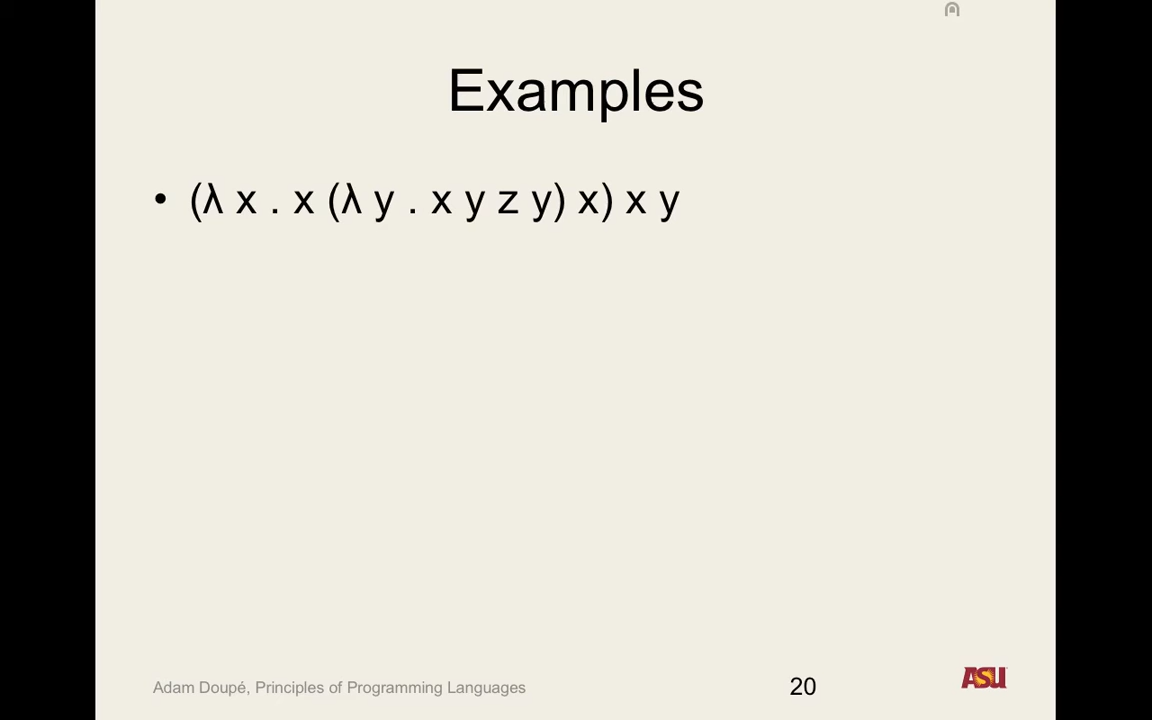 Examples
• (λ x . x (λ y . x y z y) x) x y
Adam Doupé, Principles of Programming Languages
20
ASU